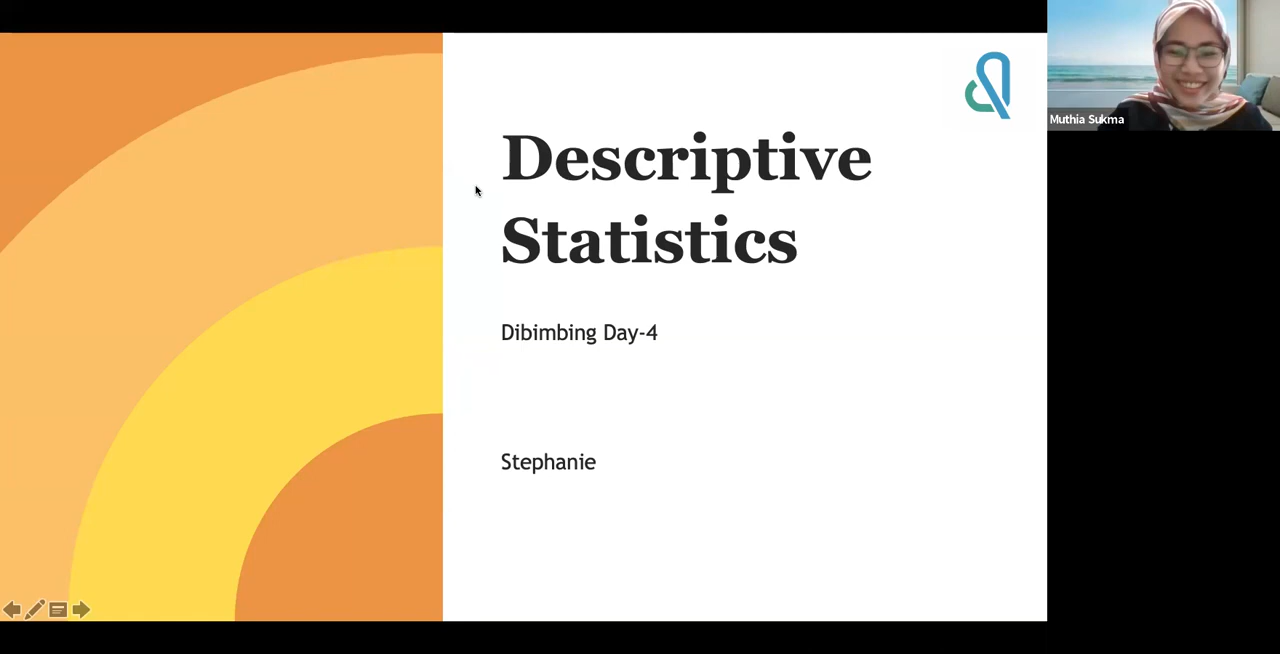 Descriptive
Statistics
Dibimbing Day-4
Stephanie
Muthia Sukma